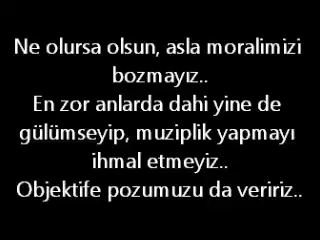 Ne olursa olsun, asla moralimizi
bozmayız..
En zor anlarda dahi yine de
gülümseyip, muziplik yapmayı
ihmal etmeyiz..
Objektife pozumuzu da veririz..